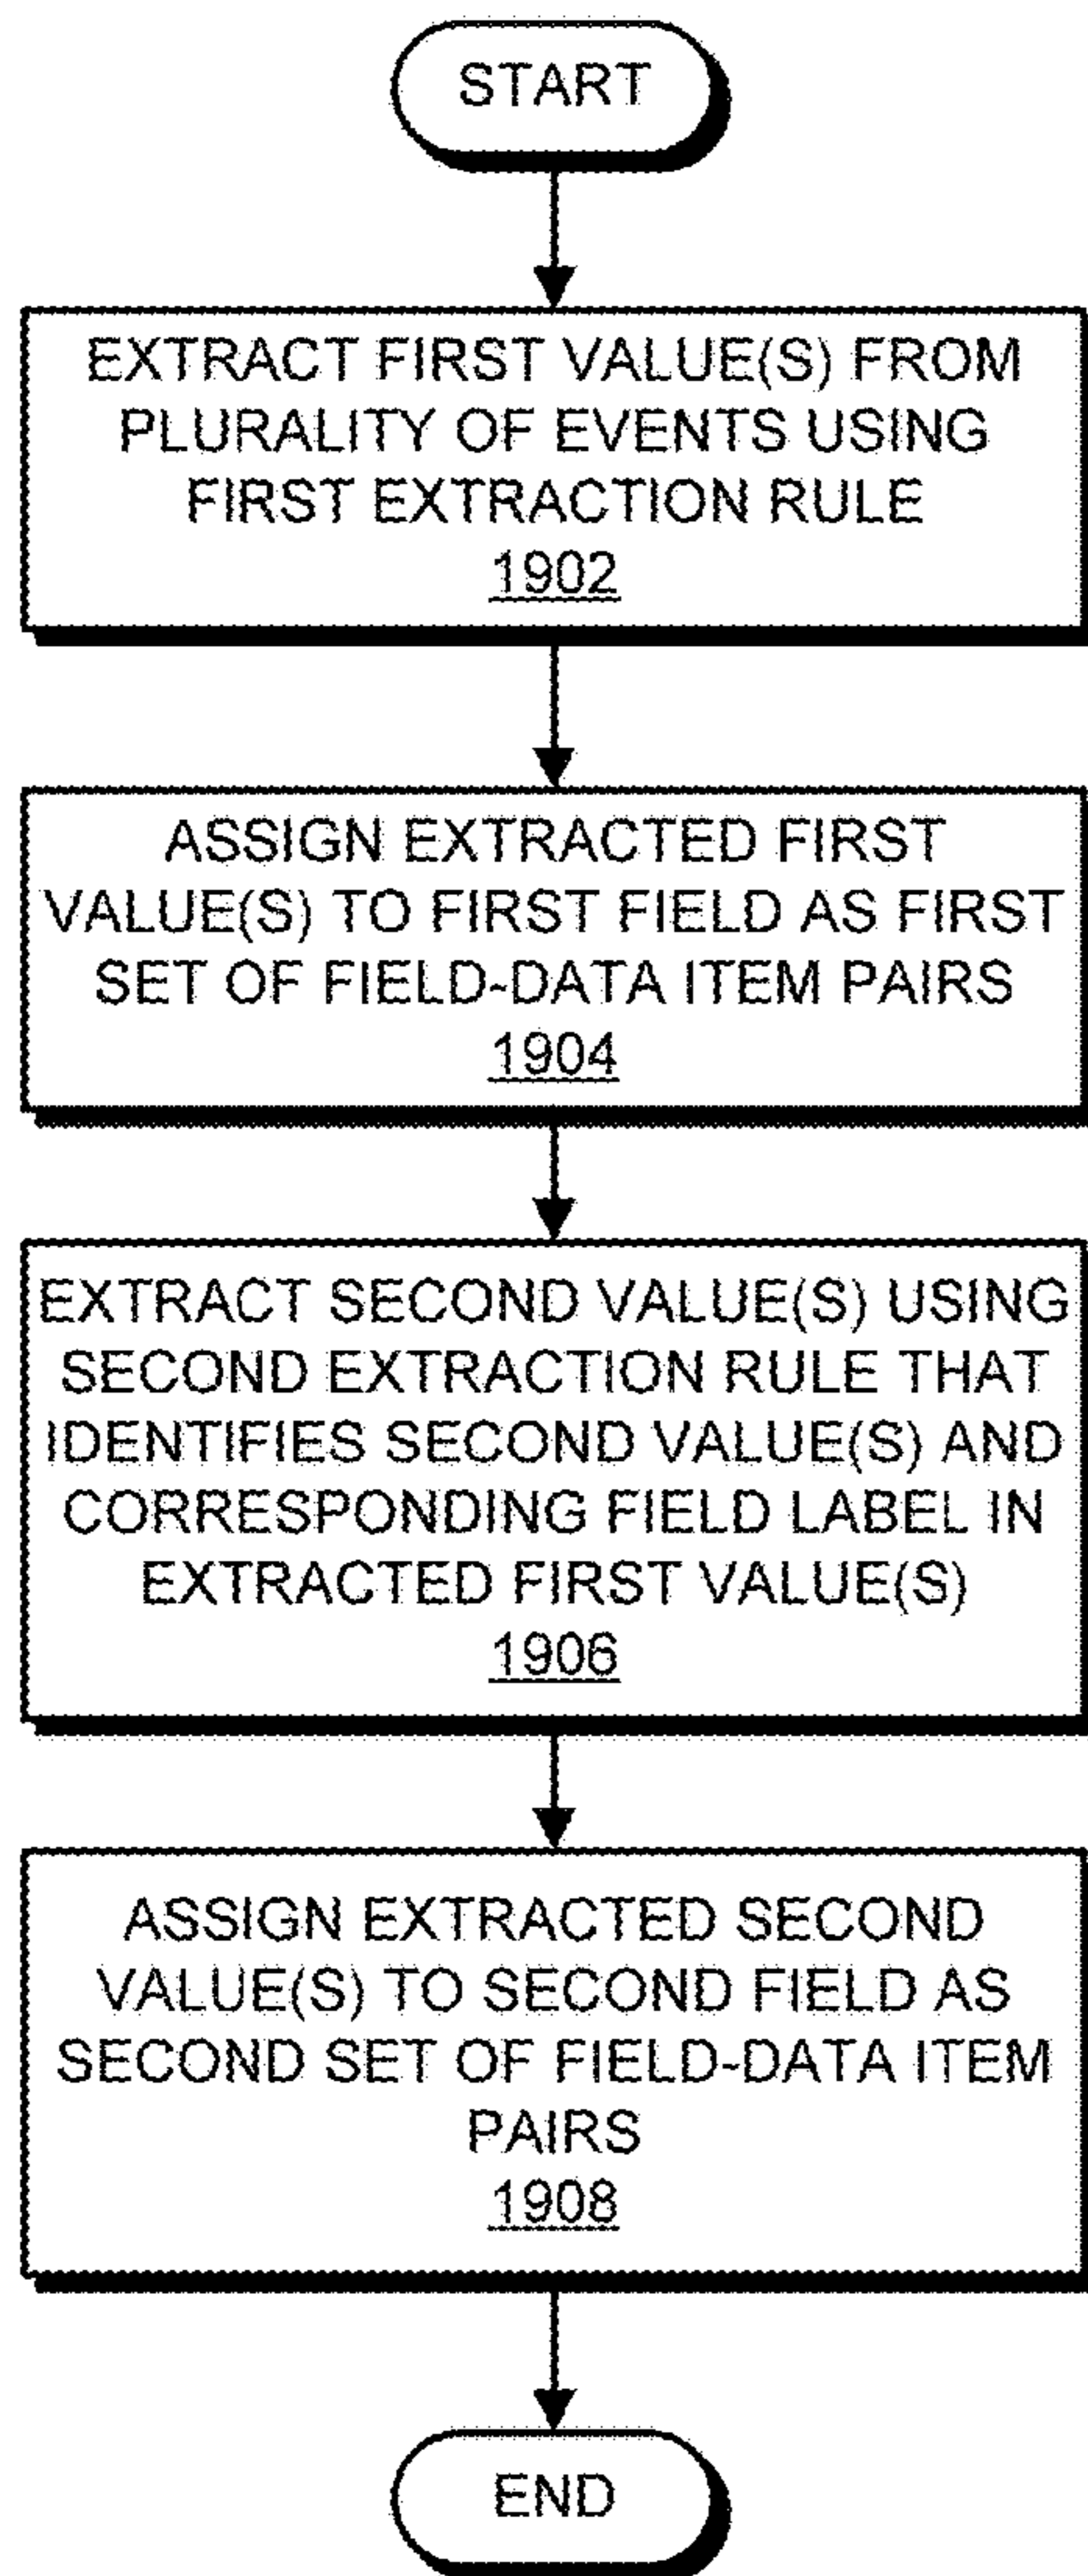 START
EXTRACT FIRST VALUE(S) FROM
PLURALITY OF EVENTS USING
FIRST EXTRACTION RULE
1902
ASSIGN EXTRACTED FIRST
VALUE(S) TO FIRST FIELD AS FIRST
SET OF FIELD-DATA ITEM PAIRS
1904
EXTRACT SECOND VALUE(S) USING
SECOND EXTRACTION RULE THAT
IDENTIFIES SECOND VALUE(S) AND
CORRESPONDING FIELD LABEL IN
EXTRACTED FIRST VALUE(S)
1906
ASSIGN EXTRACTED SECOND
VALUE(S) TO SECOND FIELD AS
SECOND SET OF FIELD-DATA ITEM
PAIRS
1908
END